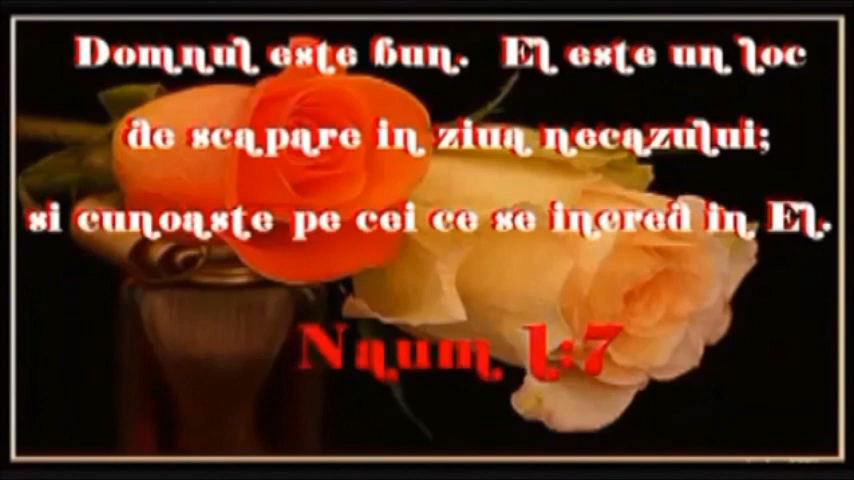 Domnul este bun. El este un loc
de scapare in ziua necazului;
si cunoaste pe cei ce se incred in El.
Naum 1:7